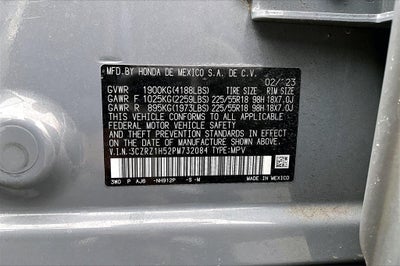 MFD. BY HONDA DE MEXICO S.A. DE C.V.
02/23
GVWR 1900KG(4188LBS) TIRE SIZE RIM SIZE
GAWR F 1025KG(2259LBS) 225/55R18 98H 18X7.0J
GAWR R 895KG(1973LBS) 225/55R18 98H 18X7.0J
THIS VEHICLE CONFORMS TO ALL APPLICABLE
FEDERAL MOTOR VEHICLE SAFETY AND THEFT
PREVENTION STANDARDS IN EFFECT ON THE
DATE OF MANUFACTURE SHOWN ABOVE.
V.I.N.:3CZRZ1H52PM732084 TYPE:MPV
3W0 P AJ8 -NH912P -S -M
MADE IN MEXICO